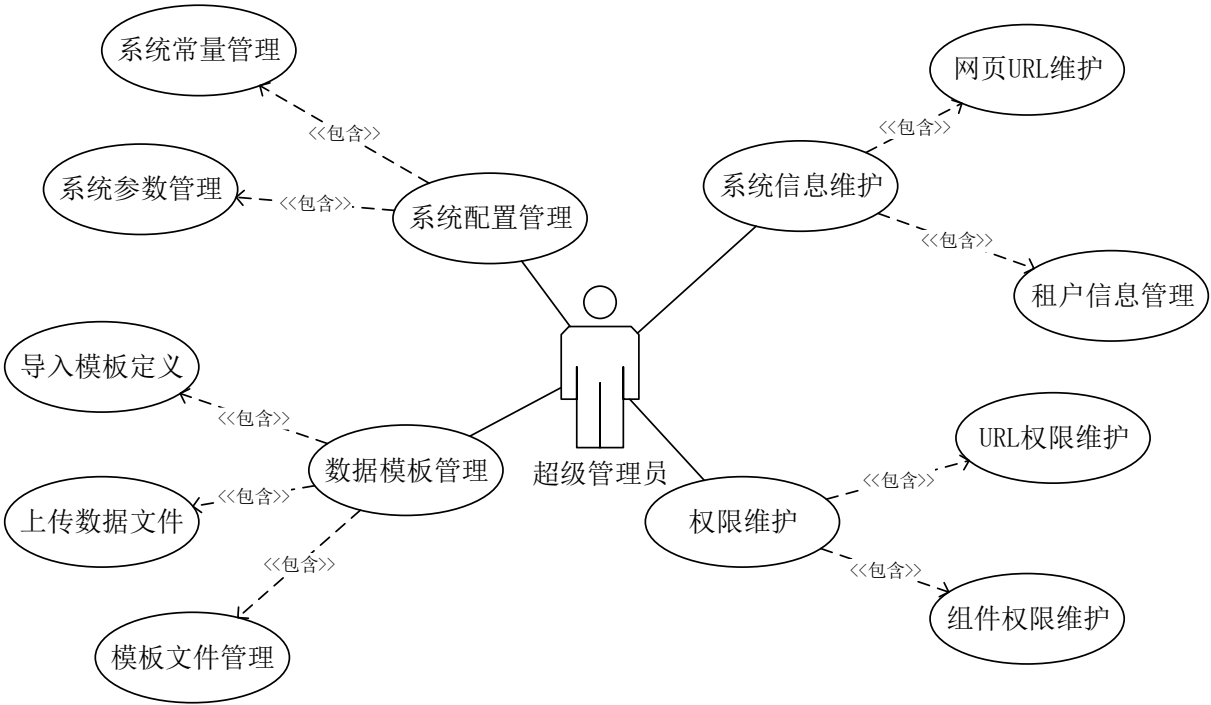 系统常量管理
网页URL维护
<<包含>>
<<包含>>
系统参数管理
<<包含>>
系统配置管理
系统信息维护
<<包含>>
租户信息管理
导入模板定义
<<包含>>
数据模板管理
超级管理员
URL权限维护
<<包含>>
<<包含>>
上传数据文件
权限维护
<<包含>>
<<包含>>
组件权限维护
模板文件管理